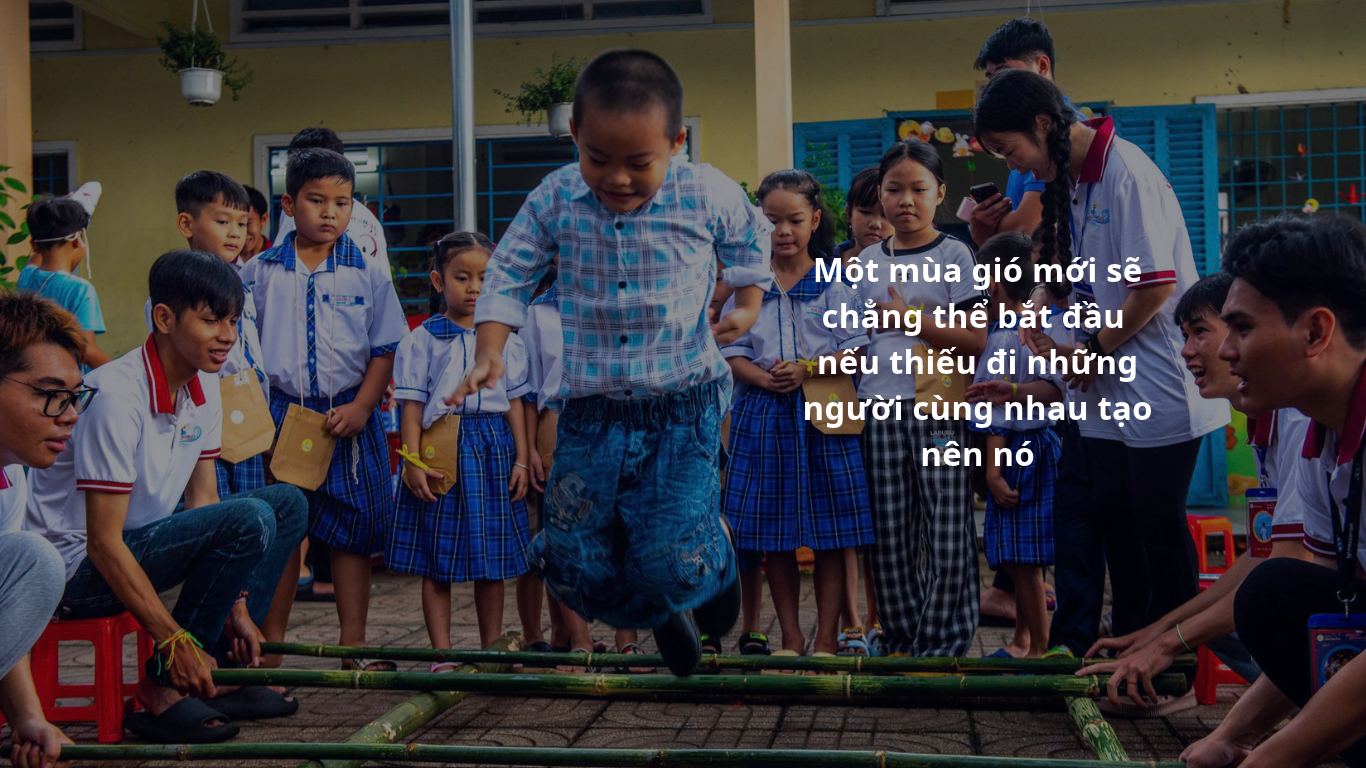 Một mùa gió mới sẽ
chẳng thể bắt đầu
nếu thiếu đi những
người cùng nhau tạo
nên nó